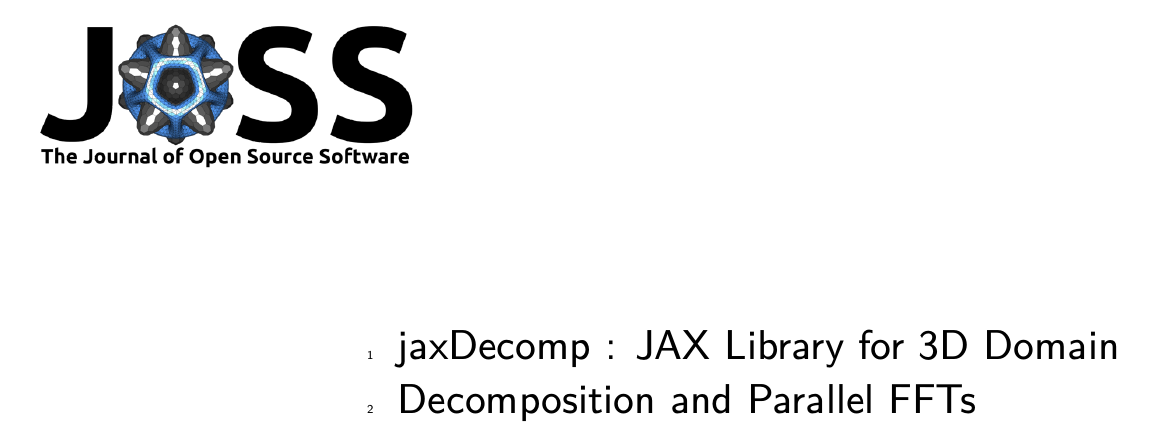 JOSS
The Journal of Open Source Software
1 jaxDecomp : JAX Library for 3D Domain
2 Decomposition and Parallel FFTs